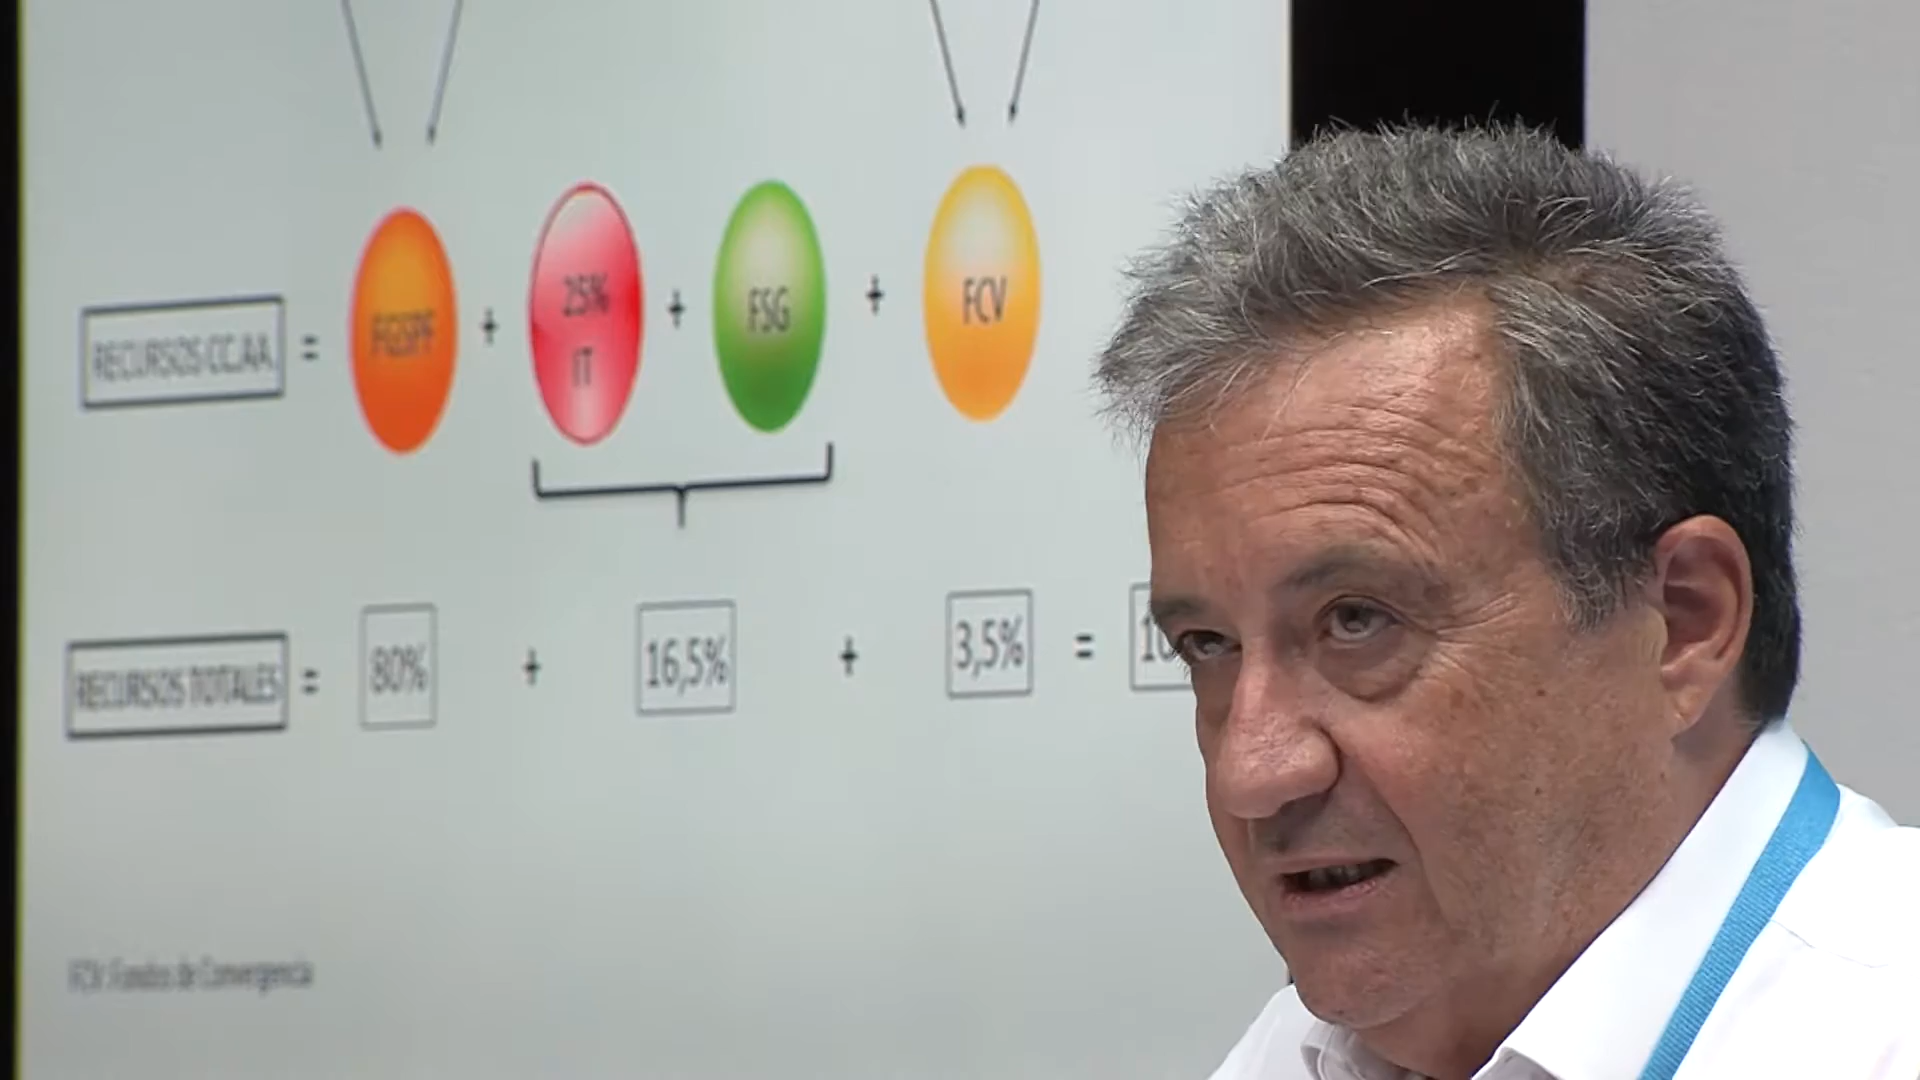 RECURSOS CC.AA. = FGSPF + 25% IT + FSG + FCV
RECURSOS TOTALES = 80% + 16,5% + 3,5% = 10
FCV: Fondos de Convergencia